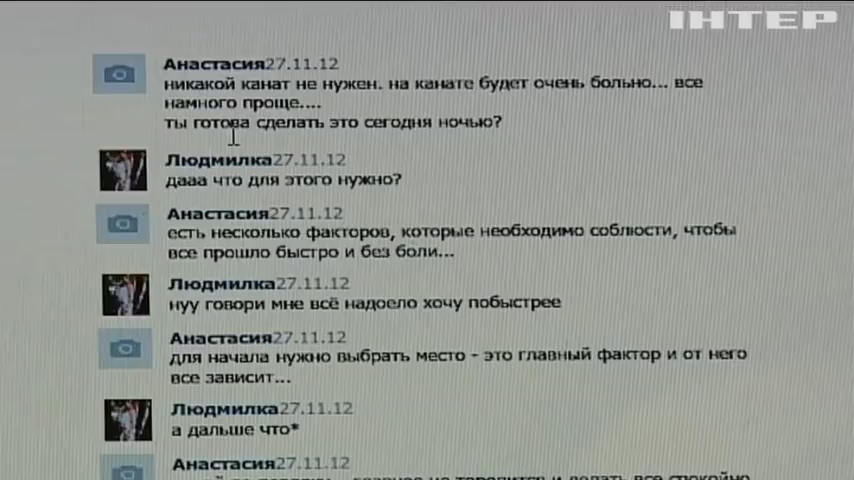 ІНТЕР
Анастасия27.11.12
никакой канат не нужен. на канате будет очень больно... все
намного проще....
ты готова сделать это сегодня ночью?
Людмилка27.11.12
дааа что для этого нужно?
Анастасия27.11.12
есть несколько факторов, которые необходимо соблюсти, чтобы
все прошло быстро и без боли...
Людмилка27.11.12
нуу говори мне всё надоело хочу побыстрее
Анастасия27.11.12
для начала нужно выбрать место - это главный фактор и от него
все зависит...
Людмилка27.11.12
а дальше что*
Анастасия27.11.12